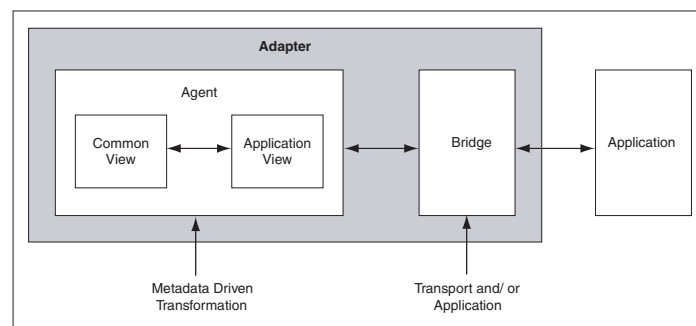 Adapter
Agent
Common
View
Application
View
Bridge
Application
Metadata Driven
Transformation
Transport and/ or
Application